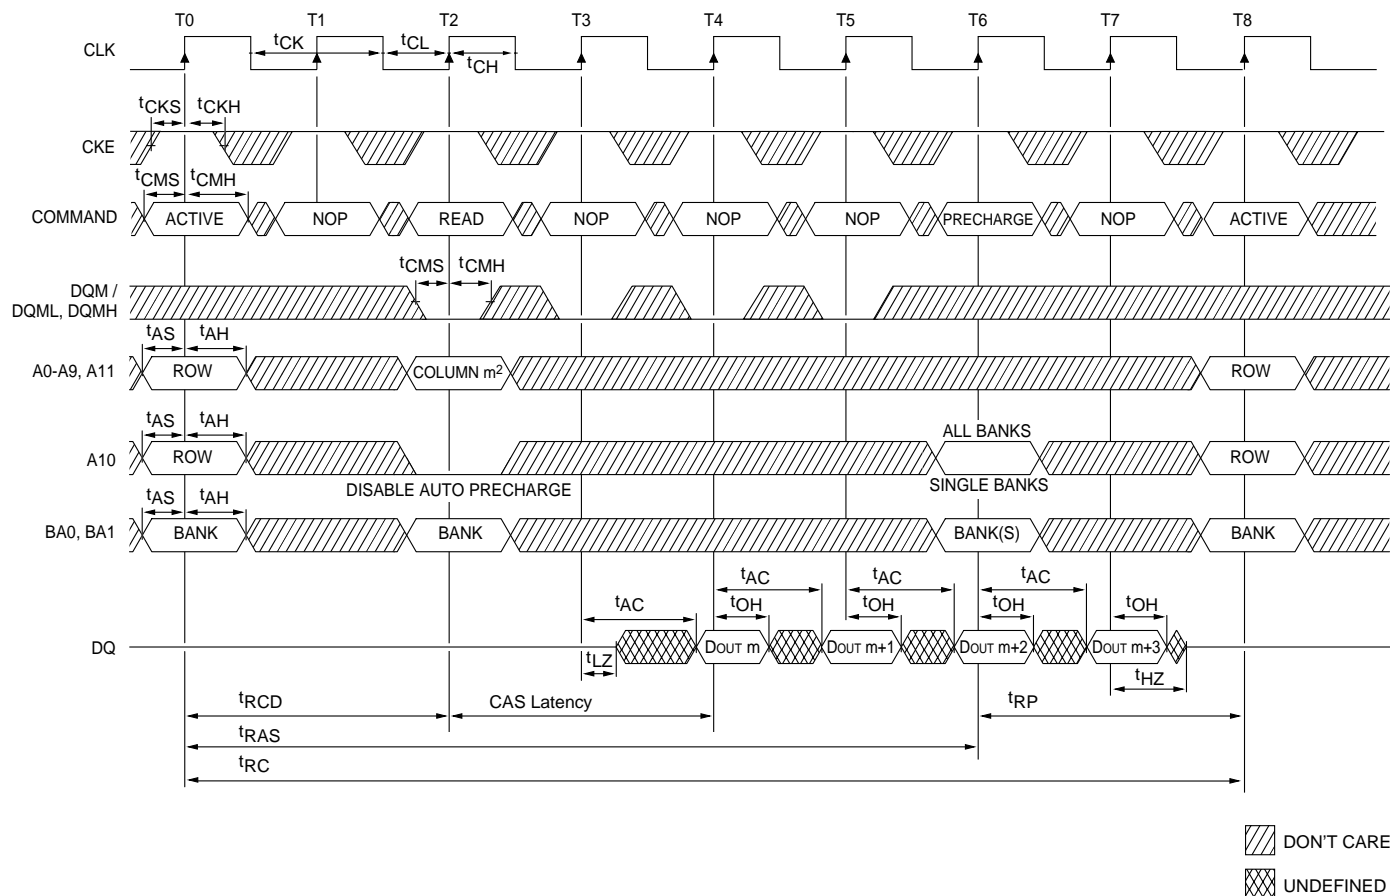 T0 T1 T2 T3 T4 T5 T6 T7 T8
CLK
tCK tCL tCH
tCKS tCKH
CKE
tCMS tCMH
COMMAND ACTIVE NOP READ NOP NOP NOP PRECHARGE NOP ACTIVE
tCMS tCMH
DQM /
DQML, DQMH
tAS tAH
A0-A9, A11 ROW COLUMN m2 ROW
tAS tAH ALL BANKS
A10 ROW ROW
DISABLE AUTO PRECHARGE SINGLE BANKS
tAS tAH
BA0, BA1 BANK BANK BANK(S) BANK
tAC tAC tAC
tAC tOH tOH tOH tOH
DQ DOUT m DOUT m+1 DOUT m+2 DOUT m+3
tLZ tHZ
tRCD CAS Latency tRP
tRAS
tRC
DON'T CARE
UNDEFINED